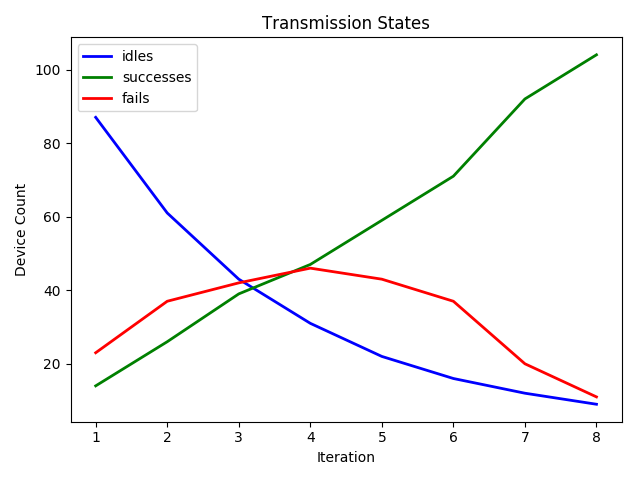 Transmission States
idles
successes
fails
Device Count
100
80
60
40
20
1 2 3 4 5 6 7 8
Iteration